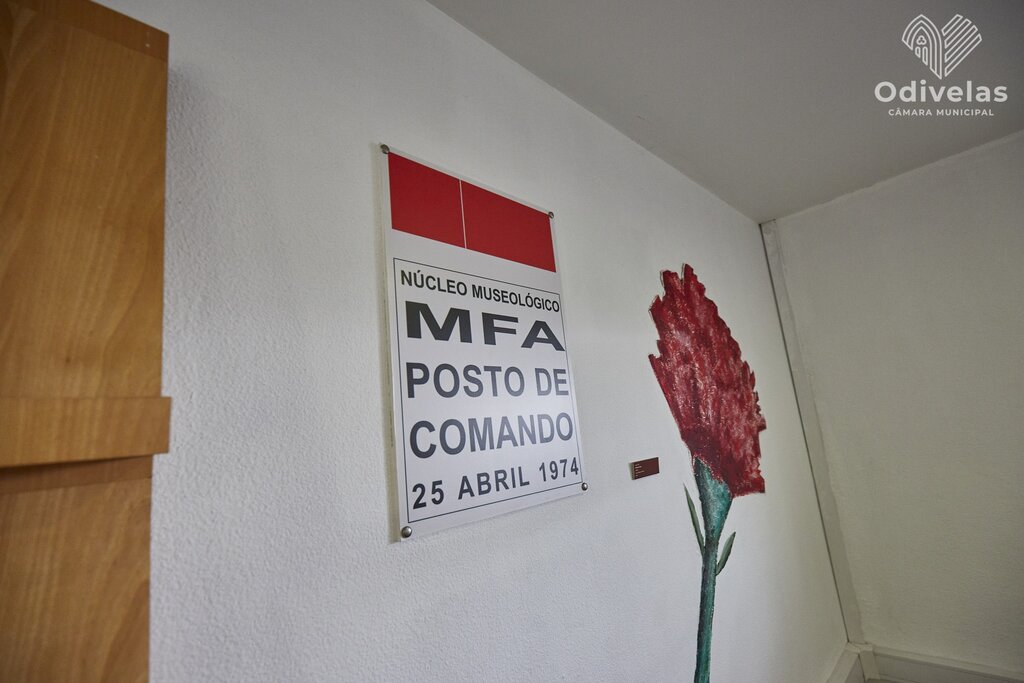 Odivelas
CÂMARA MUNICIPAL
NÚCLEO MUSEOLÓGICO
MFA
POSTO DE
COMANDO
25 ABRIL 1974